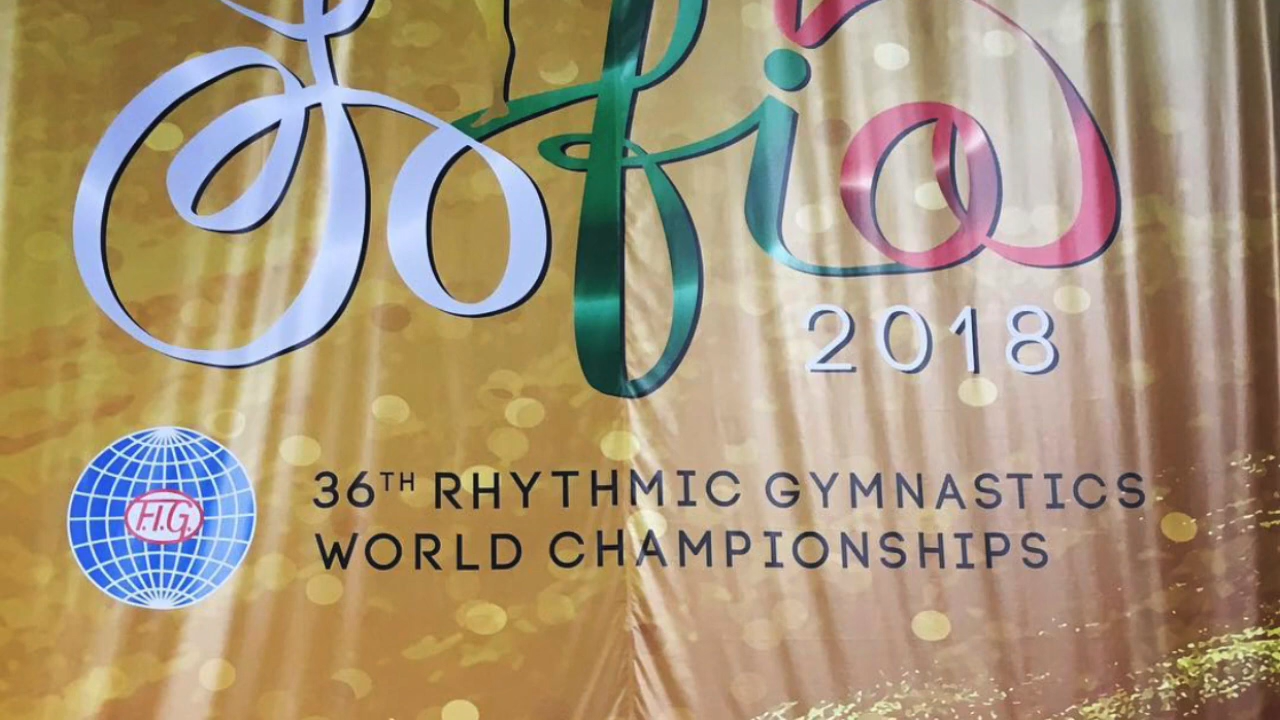 Sofia
2018
F.I.G.
36TH RHYTHMIC GYMNASTICS
WORLD CHAMPIONSHIPS